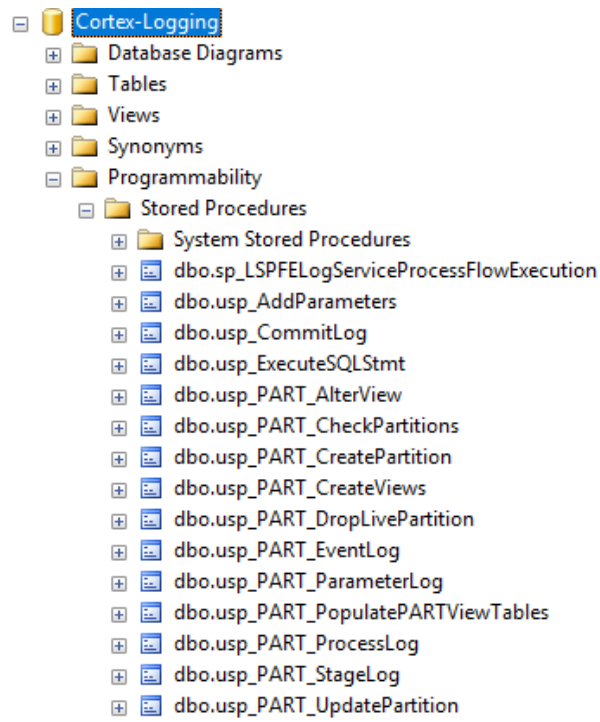 Cortex-Logging
Database Diagrams
Tables
Views
Synonyms
Programmability
Stored Procedures
System Stored Procedures
dbo.sp_LSPFELogServiceProcessFlowExecution
dbo.usp_AddParameters
dbo.usp_CommitLog
dbo.usp_ExecuteSQLStmt
dbo.usp_PART_AlterView
dbo.usp_PART_CheckPartitions
dbo.usp_PART_CreatePartition
dbo.usp_PART_CreateViews
dbo.usp_PART_DropLivePartition
dbo.usp_PART_EventLog
dbo.usp_PART_ParameterLog
dbo.usp_PART_PopulatePARTViewTables
dbo.usp_PART_ProcessLog
dbo.usp_PART_StageLog
dbo.usp_PART_UpdatePartition